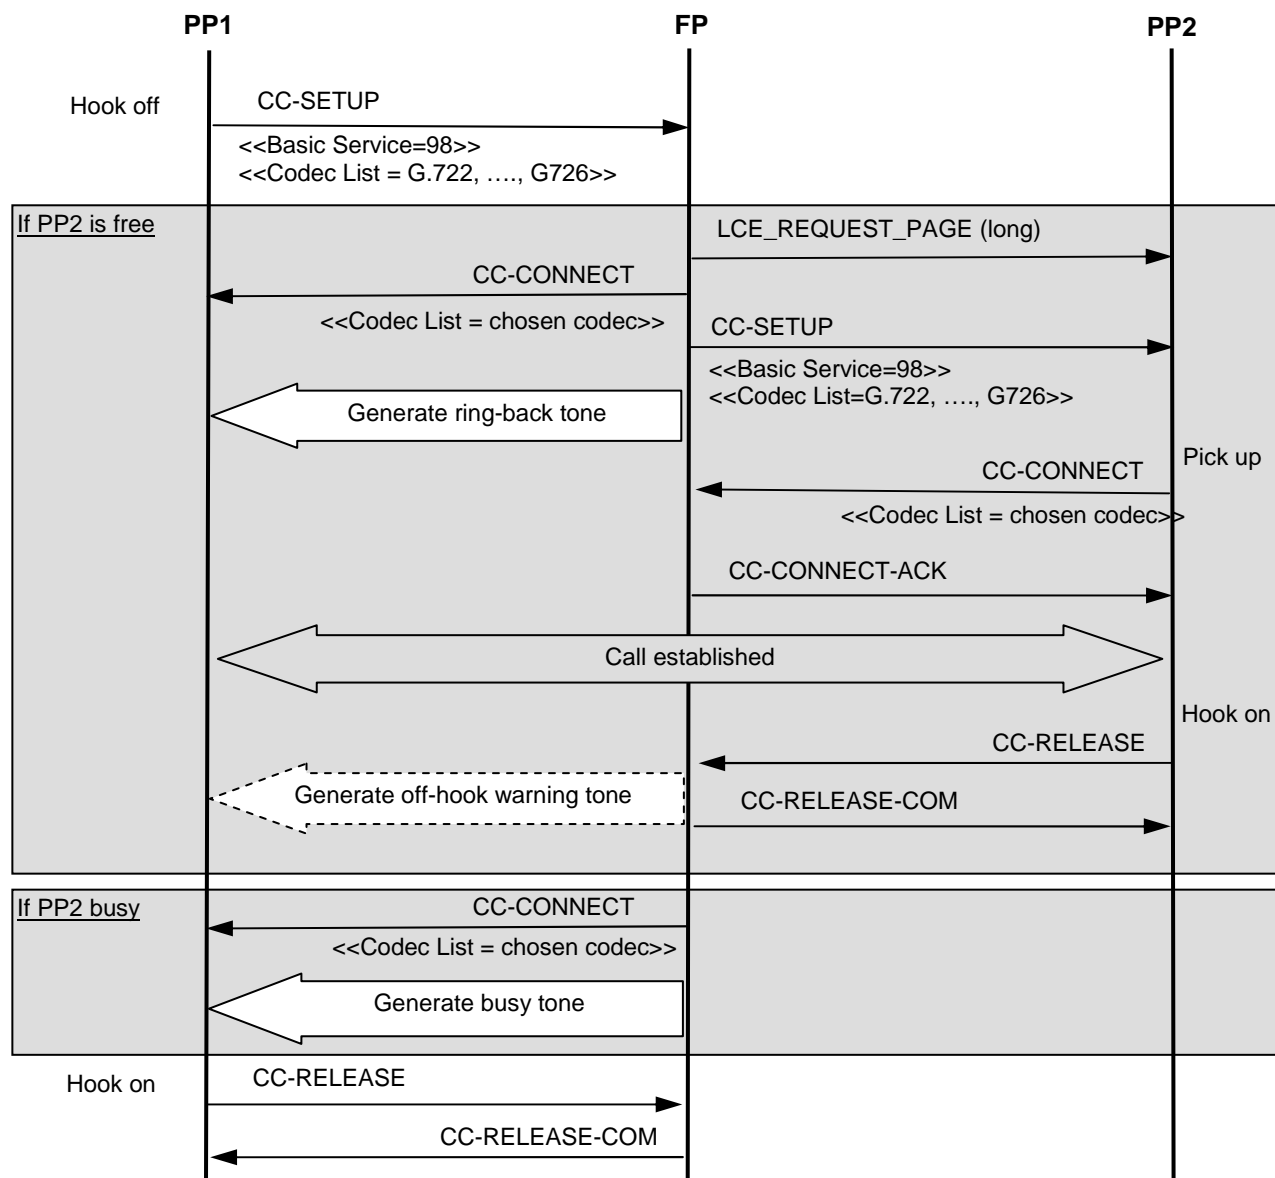 PP1
FP
PP2
Hook off
CC-SETUP
<<Basic Service=98>>
<<Codec List = G.722, …., G726>>
If PP2 is free
LCE_REQUEST_PAGE (long)
CC-CONNECT
<<Codec List = chosen codec>>
CC-SETUP
<<Basic Service=98>>
<<Codec List=G.722, …., G726>>
Generate ring-back tone
Pick up
CC-CONNECT
<<Codec List = chosen codec>>
CC-CONNECT-ACK
Call established
Hook on
CC-RELEASE
Generate off-hook warning tone
CC-RELEASE-COM
If PP2 busy
CC-CONNECT
<<Codec List = chosen codec>>
Generate busy tone
Hook on
CC-RELEASE
CC-RELEASE-COM